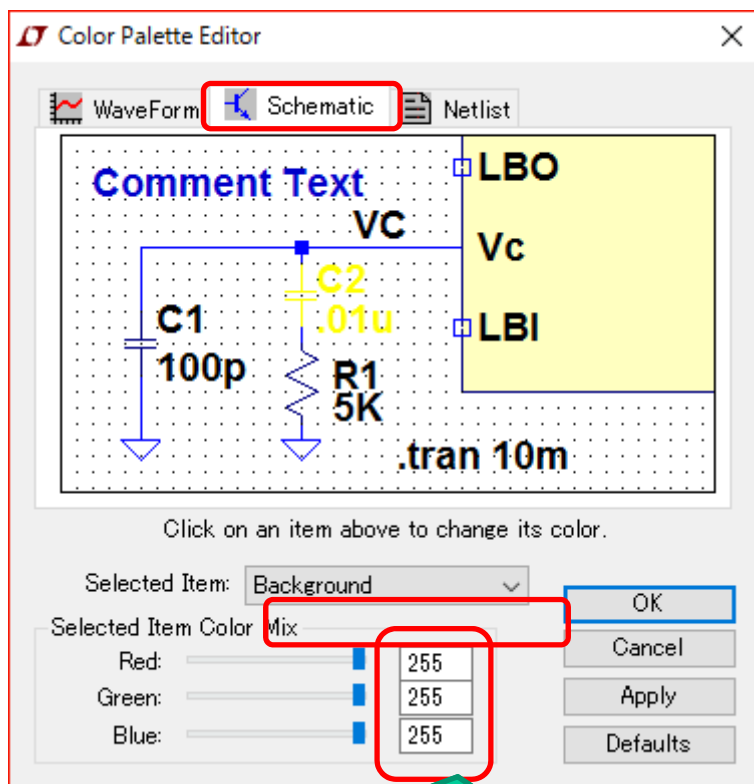 Color Palette Editor
WaveForm Schematic Netlist
Comment Text
LBO
VC
Vc
C2
.01u
C1
100p
LBI
R1
5K
.tran 10m
Click on an item above to change its color.
Selected Item: Background
OK
Selected Item Color Mix
Cancel
Red: 255
Green: 255
Apply
Blue: 255
Defaults